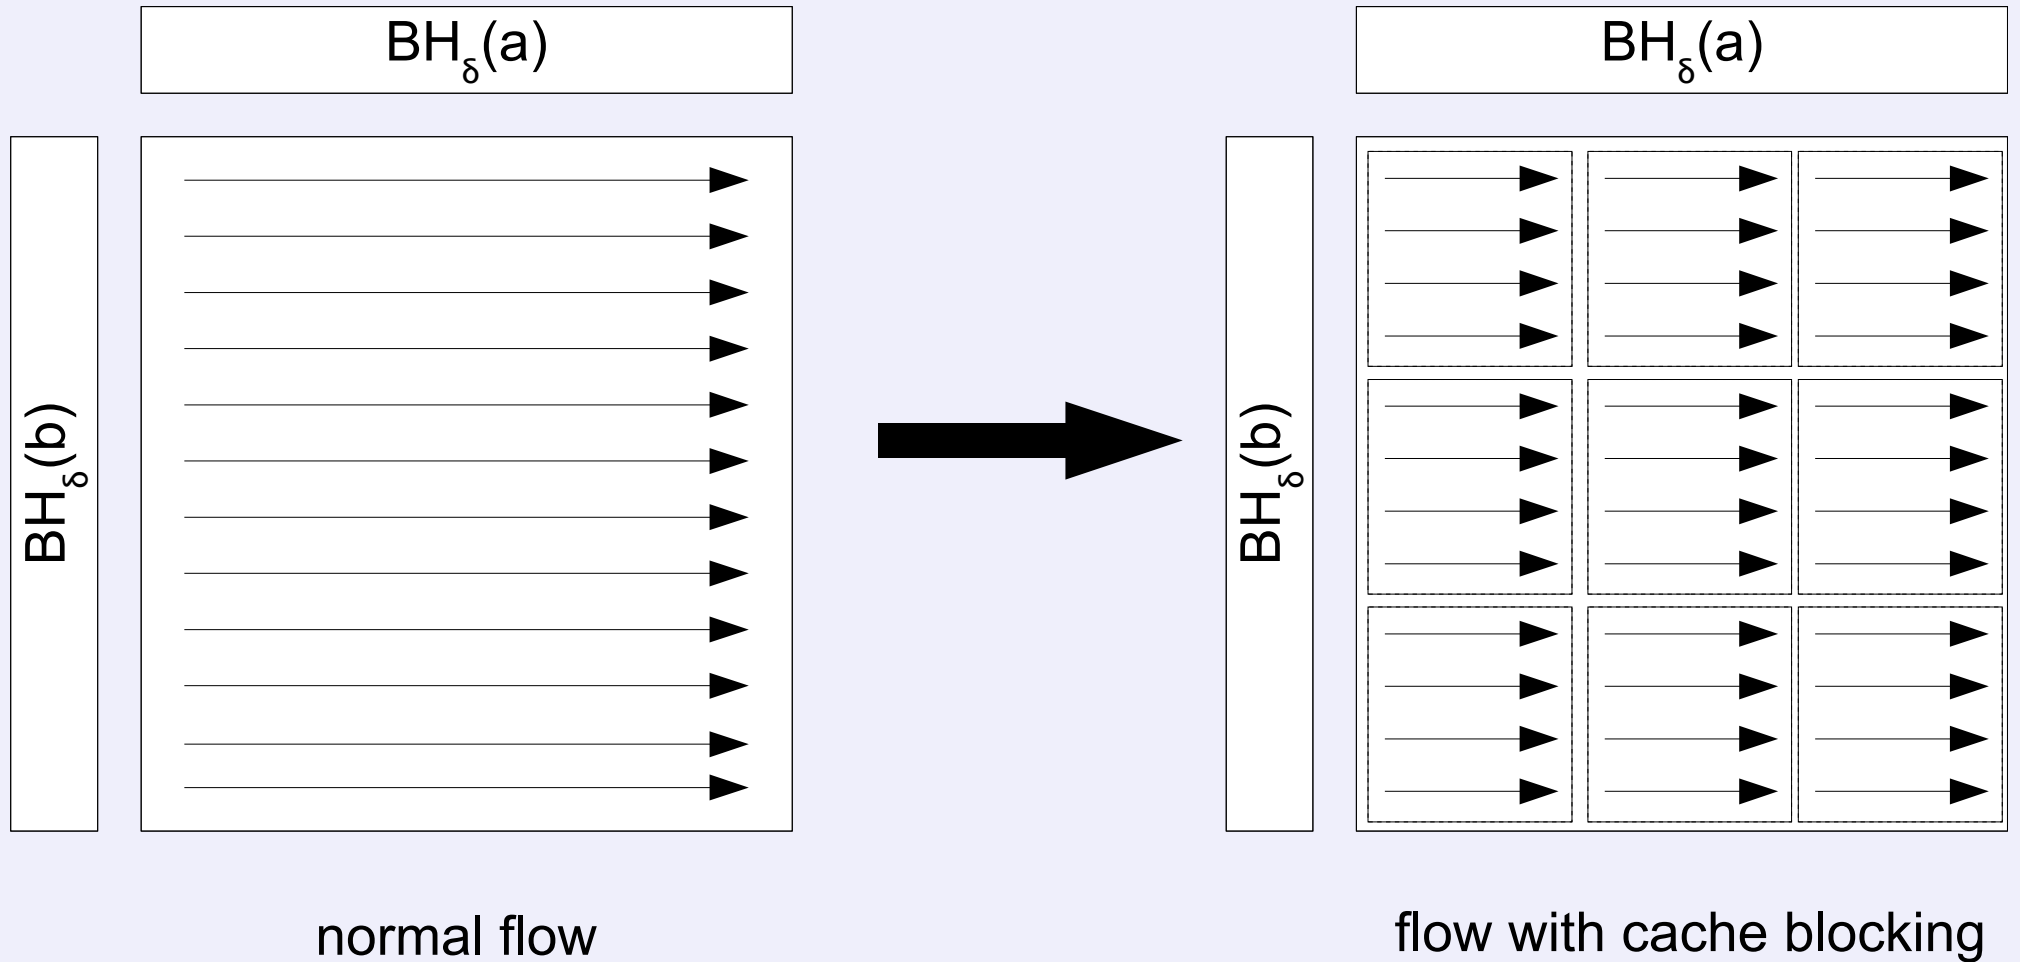 BHδ(a)
BHδ(a)
BHδ(b)
BHδ(b)
normal flow
flow with cache blocking